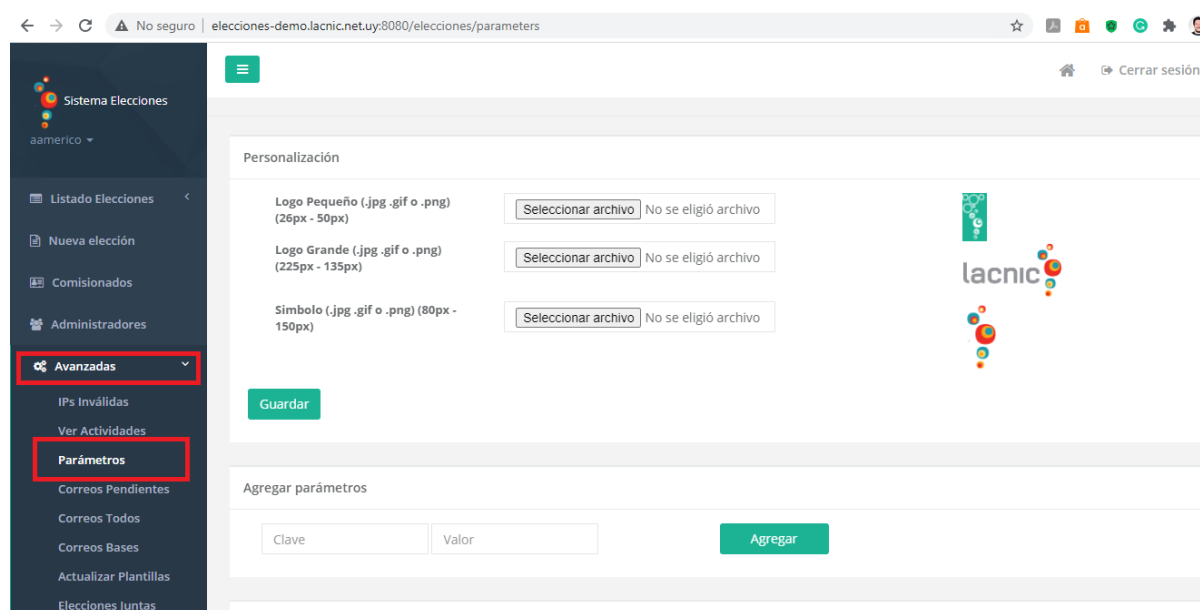 No seguro
elecciones-demo.lacnic.net.uy:8080/elecciones/parameters
Sistema Elecciones
aamerico
Cerrar sesión
Listado Elecciones
Nueva elección
Comisionados
Administradores
Avanzadas
IPs Inválidas
Ver Actividades
Parámetros
Correos Pendientes
Correos Todos
Correos Bases
Actualizar Plantillas
Elecciones Juntas
Personalización
Logo Pequeño (.jpg .gif o .png)
(26px - 50px)
Seleccionar archivo No se eligió archivo
Logo Grande (.jpg .gif o .png)
(225px - 135px)
Seleccionar archivo No se eligió archivo
lacnic
Simbolo (.jpg .gif o .png) (80px -
150px)
Seleccionar archivo No se eligió archivo
Guardar
Agregar parámetros
Clave
Valor
Agregar